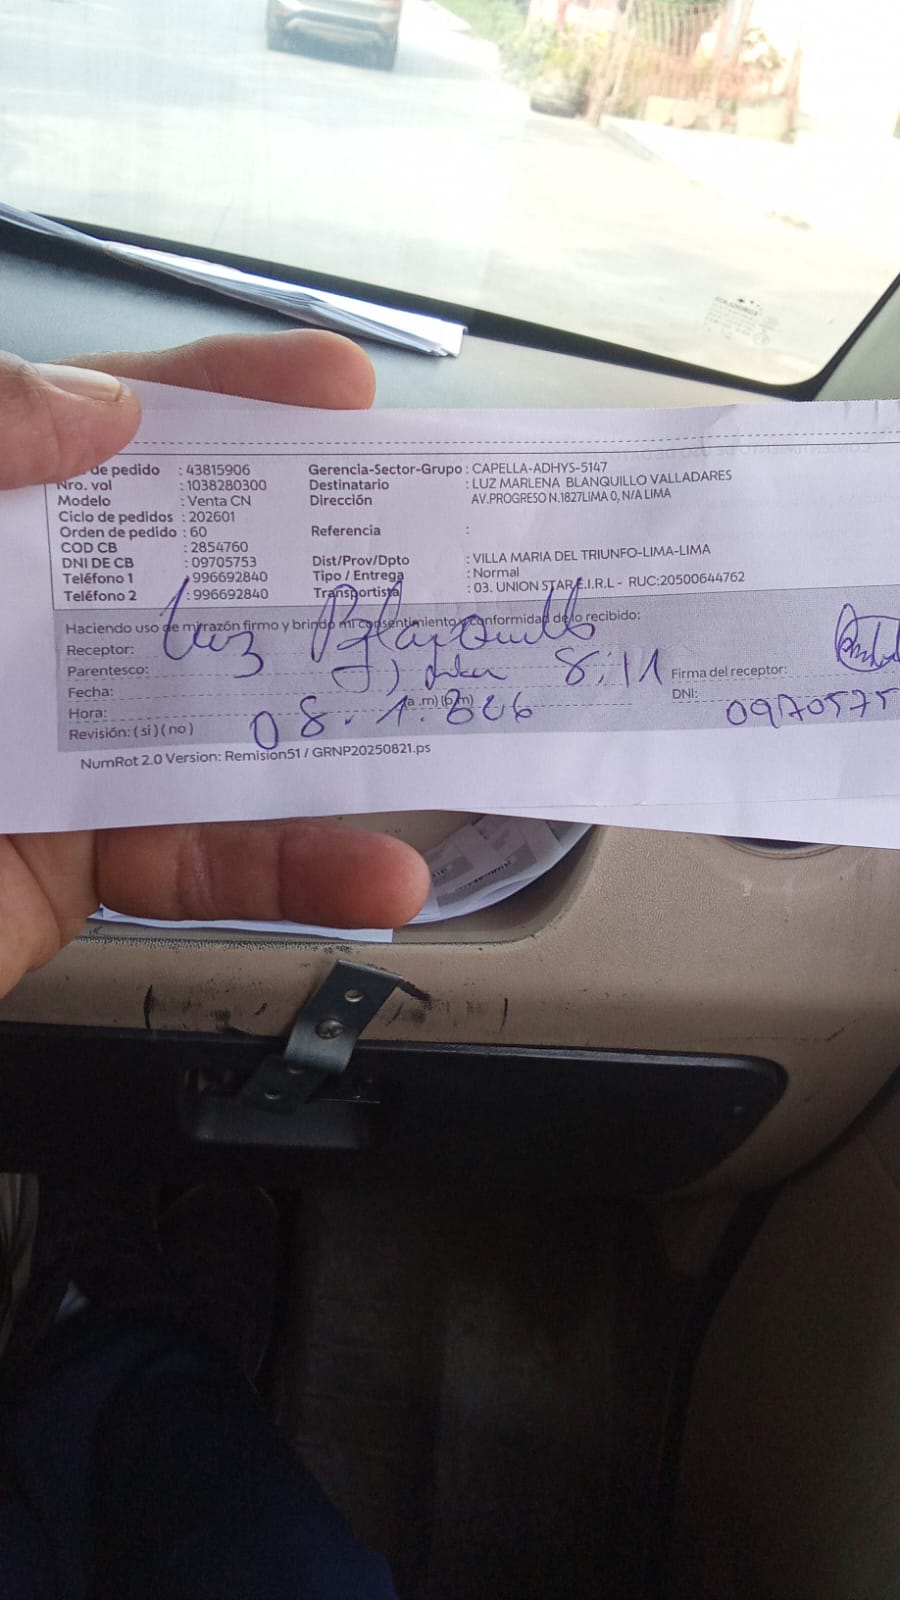 de pedido : 43815906 Gerencia-Sector-Grupo : CAPELLA-ADHYS-5147
Nro. vol : 1038280300 Destinatario : LUZ MARLENA BLANQUILLO VALLADARES
Modelo : Venta CN Dirección AV.PROGRESO N.1827LIMA 0, N/A LIMA
Ciclo de pedidos : 202601
Orden de pedido : 60 Referencia :
COD CB : 2854760
DNI DE CB : 09705753 Dist/Prov/Dpto : VILLA MARIA DEL TRIUNFO-LIMA-LIMA
Teléfono 1 : 996692840 Tipo / Entrega : Normal
Teléfono 2 : 996692840 Transportista : 03. UNION STAR E.I.R.L - RUC:20500644762
Haciendo uso de mi razón firmo y brindo mi consentimiento y conformidad de lo recibido:
Receptor: Luz Blanquillo
Parentesco: 8:11 Firma del receptor:
Fecha: DNI: 0970575
Hora: (a .m) (p.m) 08.1.
Revisión: ( si ) ( no )
NumRot 2.0 Version: Remision51 / GRNP20250821.ps